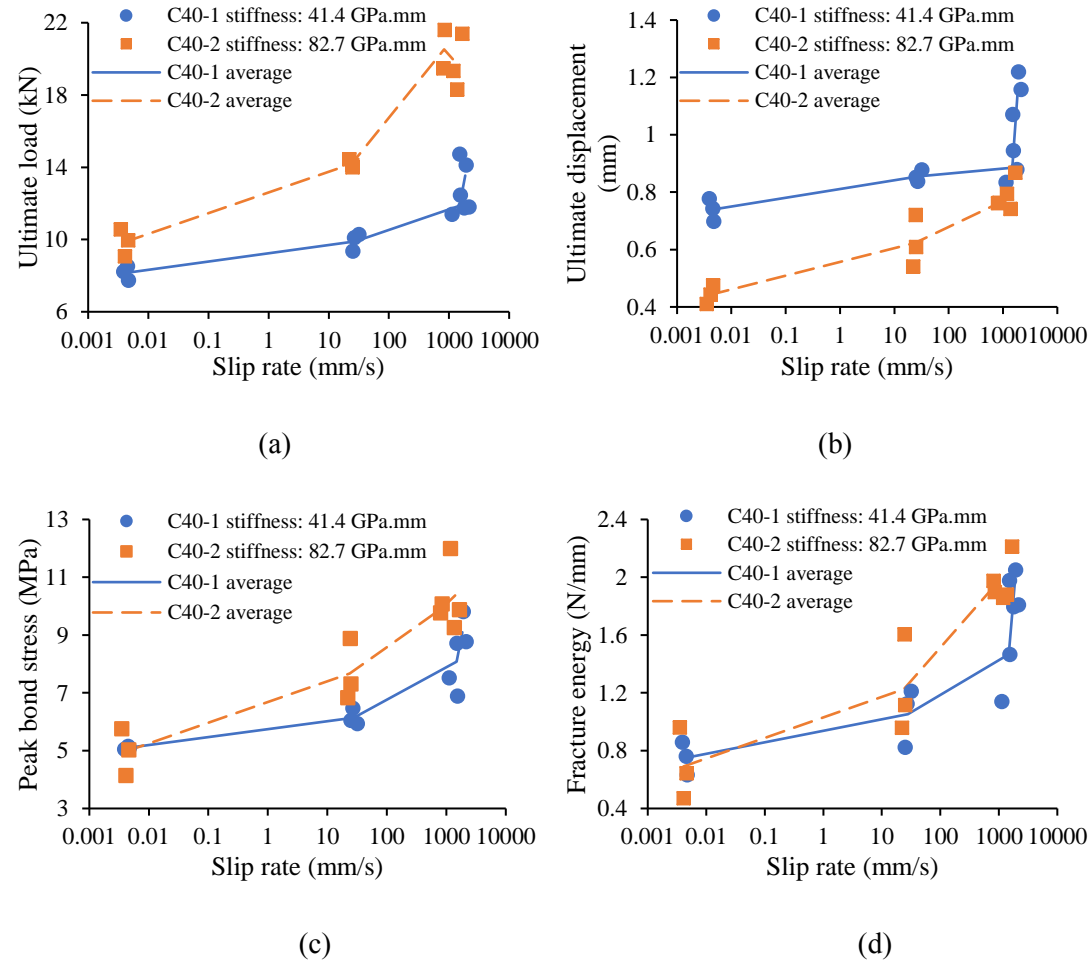 C40-1 stiffness: 41.4 GPa.mm
C40-2 stiffness: 82.7 GPa.mm
C40-1 average
C40-2 average
Ultimate load (kN)
22
18
14
10
6
0.001 0.01 0.1 1 10 100 1000 10000
Slip rate (mm/s)
(a)
C40-1 stiffness: 41.4 GPa.mm
C40-2 stiffness: 82.7 GPa.mm
C40-1 average
C40-2 average
Ultimate displacement
(mm)
1.4
1.2
1
0.8
0.6
0.4
0.001 0.01 0.1 1 10 100 1000 10000
Slip rate (mm/s)
(b)
C40-1 stiffness: 41.4 GPa.mm
C40-2 stiffness: 82.7 GPa.mm
C40-1 average
C40-2 average
Peak bond stress (MPa)
13
11
9
7
5
3
0.001 0.01 0.1 1 10 100 1000 10000
Slip rate (mm/s)
(c)
C40-1 stiffness: 41.4 GPa.mm
C40-2 stiffness: 82.7 GPa.mm
C40-1 average
C40-2 average
Fracture energy (N/mm)
2.4
2
1.6
1.2
0.8
0.4
0.001 0.01 0.1 1 10 100 1000 10000
Slip rate (mm/s)
(d)